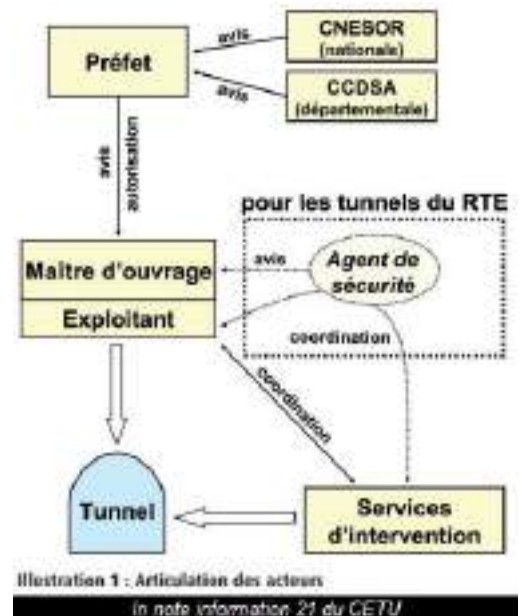 CNESOR
(nationale)
avis
Préfet
CCDSA
(départementale)
avis
avis
autorisation
pour les tunnels du RTE
Maître d'ouvrage
avis
Agent de
sécurité
Exploitant
coordination
coordination
Tunnel
Services
d'intervention
Illustration 1 : Articulation des acteurs
In note information 21 du CETU